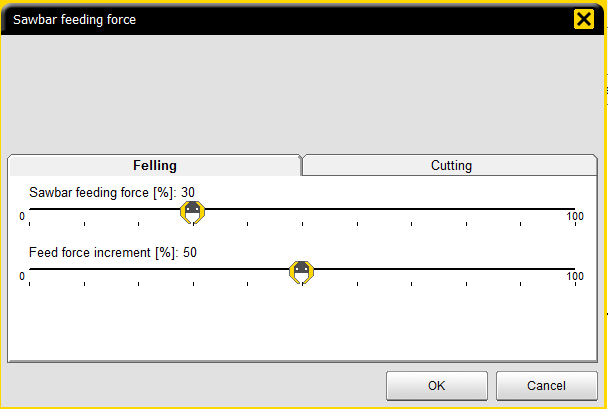 Sawbar feeding force
Felling
Cutting
Sawbar feeding force [%]: 30
0
100
Feed force increment [%]: 50
0
100
OK
Cancel